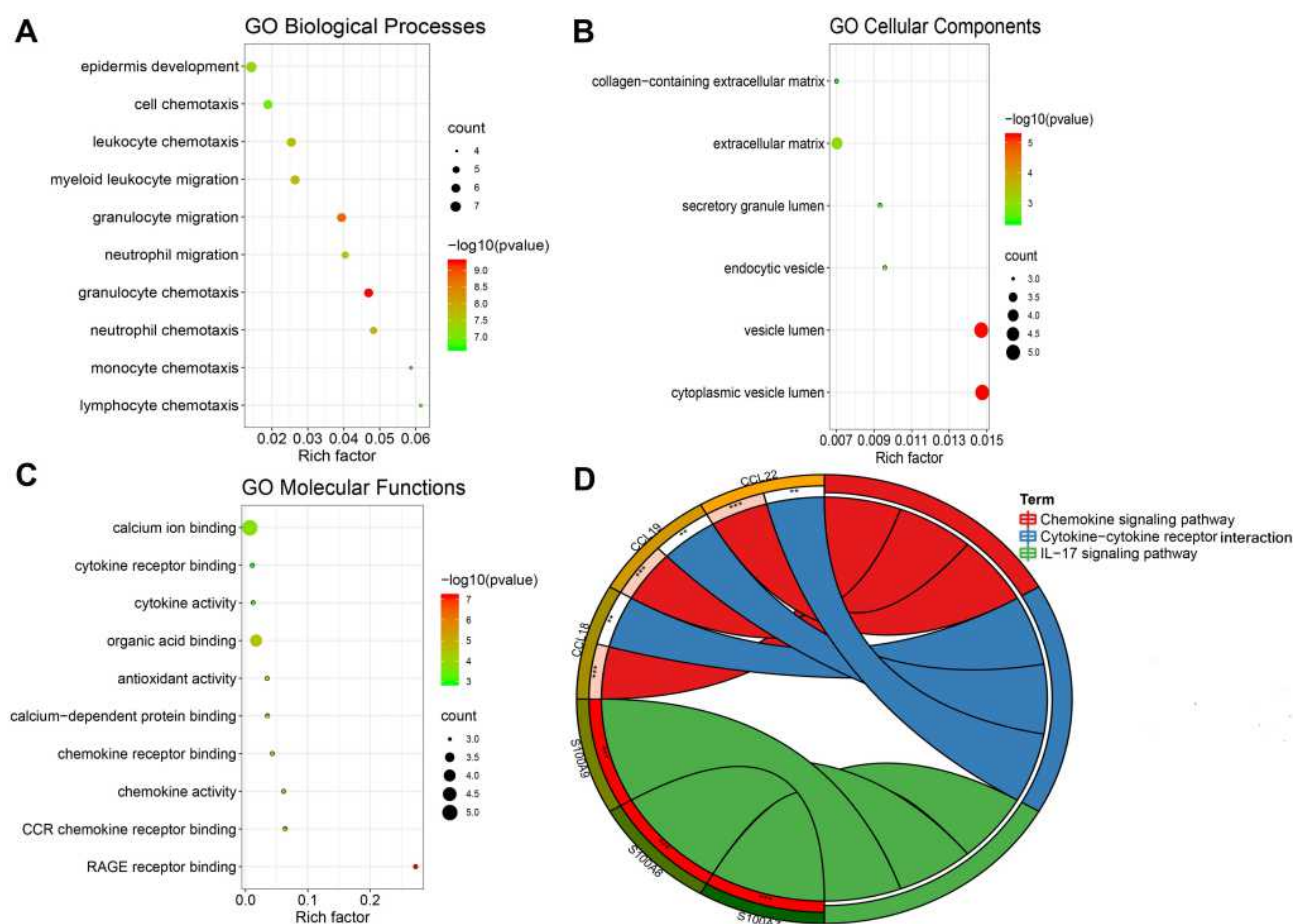 A
GO Biological Processes
epidermis development
cell chemotaxis
leukocyte chemotaxis
myeloid leukocyte migration
granulocyte migration
neutrophil migration
granulocyte chemotaxis
neutrophil chemotaxis
monocyte chemotaxis
lymphocyte chemotaxis
0.02 0.03 0.04 0.05 0.06
Rich factor
count
4
5
6
7
−log10(pvalue)
9.0
8.5
8.0
7.5
7.0
B
GO Cellular Components
collagen-containing extracellular matrix
extracellular matrix
secretory granule lumen
endocytic vesicle
vesicle lumen
cytoplasmic vesicle lumen
0.007 0.009 0.011 0.013 0.015
Rich factor
−log10(pvalue)
5
4
3
count
3.0
3.5
4.0
4.5
5.0
C
GO Molecular Functions
calcium ion binding
cytokine receptor binding
cytokine activity
organic acid binding
antioxidant activity
calcium−dependent protein binding
chemokine receptor binding
chemokine activity
CCR chemokine receptor binding
RAGE receptor binding
0.0 0.1 0.2
Rich factor
−log10(pvalue)
7
6
5
4
3
count
3.0
3.5
4.0
4.5
5.0
D
CCL22
CCL19
CCL18
S100A9
Term
Chemokine signaling pathway
Cytokine−cytokine receptor interaction
IL−17 signaling pathway